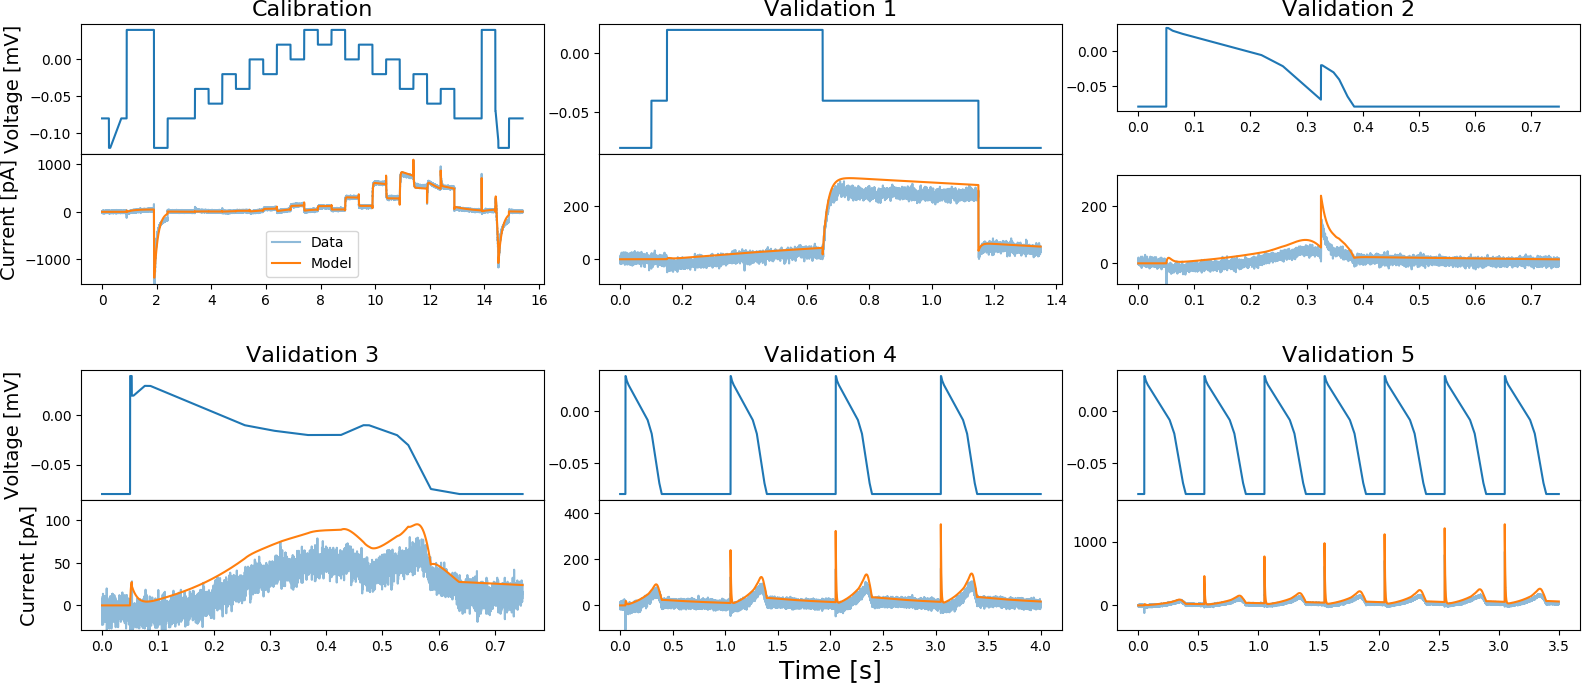 Calibration
Validation 1
Validation 2
Voltage [mV]
0.00
−0.05
−0.10
0.00
−0.05
0.00
−0.05
0.0 0.1 0.2 0.3 0.4 0.5 0.6 0.7
Current [pA]
1000
0
−1000
Data
Model
0 2 4 6 8 10 12 14 16
200
0
0.0 0.2 0.4 0.6 0.8 1.0 1.2 1.4
200
0
0.0 0.1 0.2 0.3 0.4 0.5 0.6 0.7
Validation 3
Validation 4
Validation 5
Voltage [mV]
0.00
−0.05
0.00
−0.05
0.00
−0.05
Current [pA]
100
50
0
0.0 0.1 0.2 0.3 0.4 0.5 0.6 0.7
400
200
0
0.0 0.5 1.0 1.5 2.0 2.5 3.0 3.5 4.0
1000
0
0.0 0.5 1.0 1.5 2.0 2.5 3.0 3.5
Time [s]